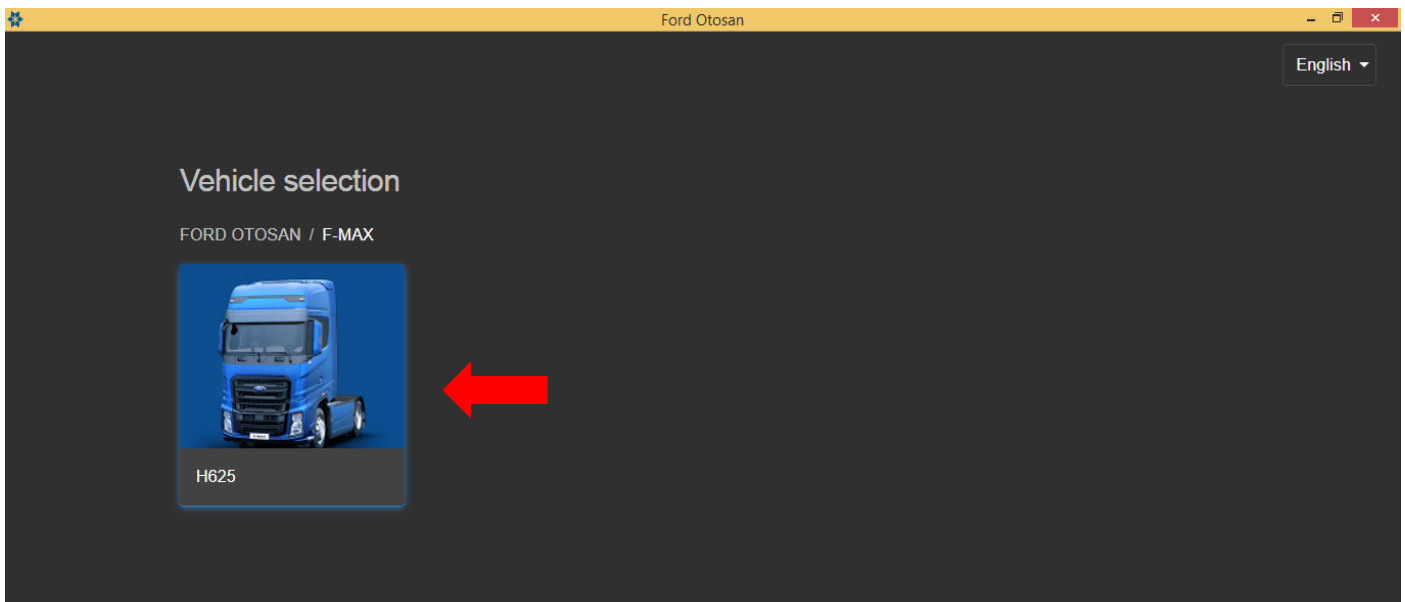 Ford Otosan
English
Vehicle selection
FORD OTOSAN / F-MAX
H625